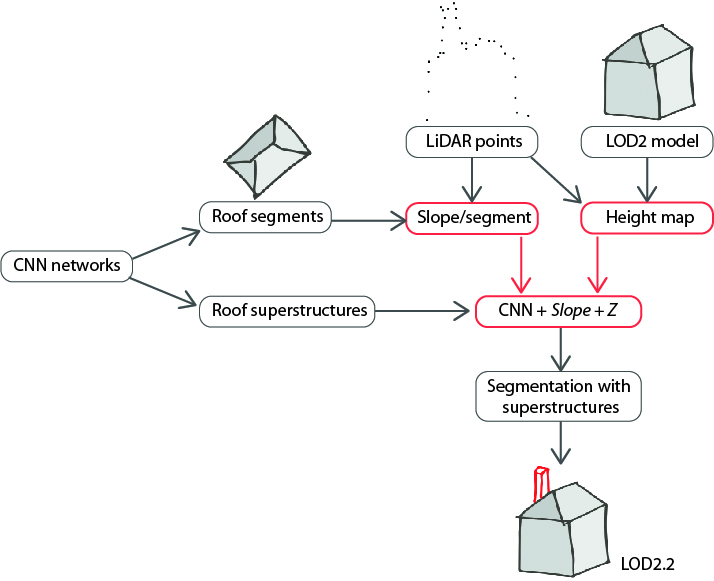 LiDAR points
LOD2 model
Roof segments
Slope/segment
Height map
CNN networks
Roof superstructures
CNN + Slope + Z
Segmentation with
superstructures
LOD2.2